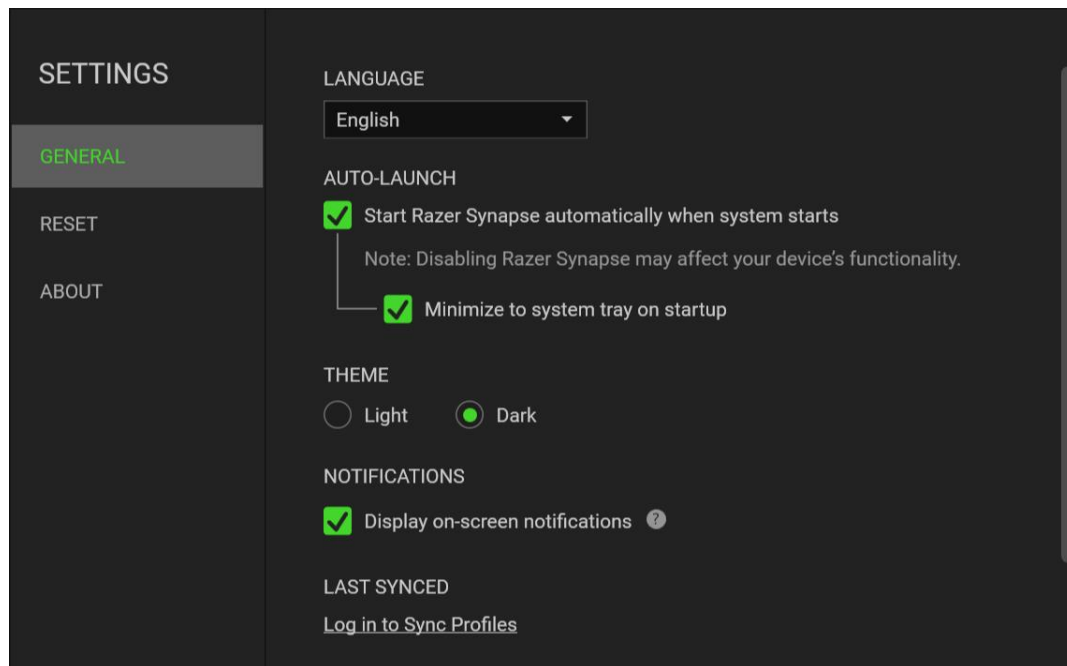 SETTINGS
GENERAL
RESET
ABOUT
LANGUAGE
English
AUTO-LAUNCH
Start Razer Synapse automatically when system starts
Note: Disabling Razer Synapse may affect your device’s functionality.
Minimize to system tray on startup
THEME
Light
Dark
NOTIFICATIONS
Display on-screen notifications ?
LAST SYNCED
Log in to Sync Profiles